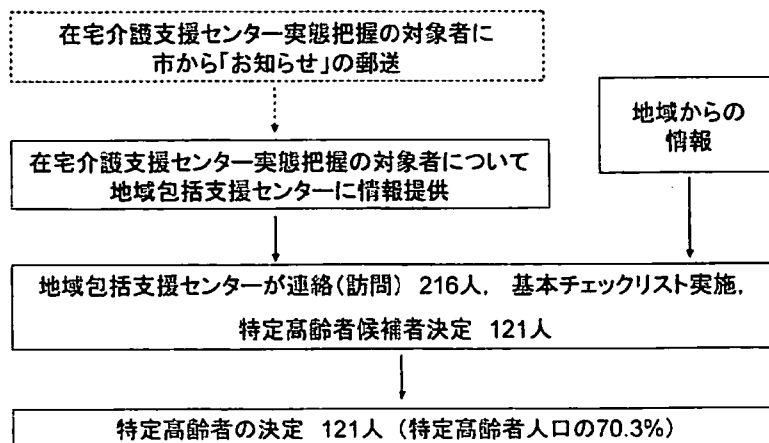 在宅介護支援センター実態把握の対象者に
市から「お知らせ」の郵送
地域からの
情報
在宅介護支援センター実態把握の対象者について
地域包括支援センターに情報提供
地域包括支援センターが連絡(訪問) 216人, 基本チェックリスト実施,
特定高齢者候補者決定 121人
特定高齢者の決定 121人 (特定高齢者人口の70.3%)